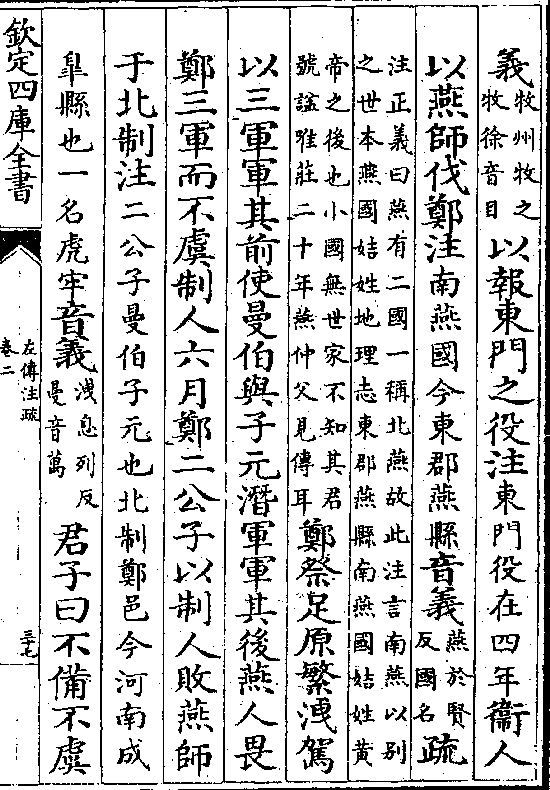 義牧州牧之牧徐音目以報東門之役注東門役在四年衞人
以燕師伐鄭注南燕國今東郡燕縣音義燕於賢反國名疏
注正義曰燕有二國一稱北燕故此注言南燕以别
之世本燕國姞姓地理志東郡燕縣南燕國姞姓黄
帝之後也小國無世家不知其君
號諡唯莊二十年燕仲父見傳耳鄭祭足原繁洩駕
以三軍軍其前使曼伯與子元潛軍軍其後燕人畏
鄭三軍而不虞制人六月鄭二公子以制人敗燕師
于北制注二公子曼伯子元也北制鄭邑今河南成
臯縣也一名虎牢音義洩息列反曼音萬君子曰不備不虞
欽定四庫全書
左傳注疏
卷二
三七